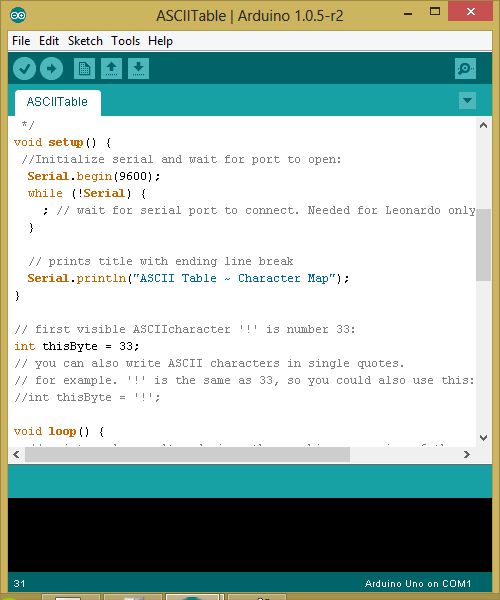 ASCIITable | Arduino 1.0.5-r2
File Edit Sketch Tools Help
ASCIITable
*/
void setup() {
//Initialize serial and wait for port to open:
Serial.begin(9600);
while (!Serial) {
; // wait for serial port to connect. Needed for Leonardo only
}
// prints title with ending line break
Serial.println("ASCII Table ~ Character Map");
}
// first visible ASCIIcharacter '!' is number 33:
int thisByte = 33;
// you can also write ASCII characters in single quotes.
// for example. '!' is the same as 33, so you could also use this:
//int thisByte = '!';
void loop() {
31
Arduino Uno on COM1